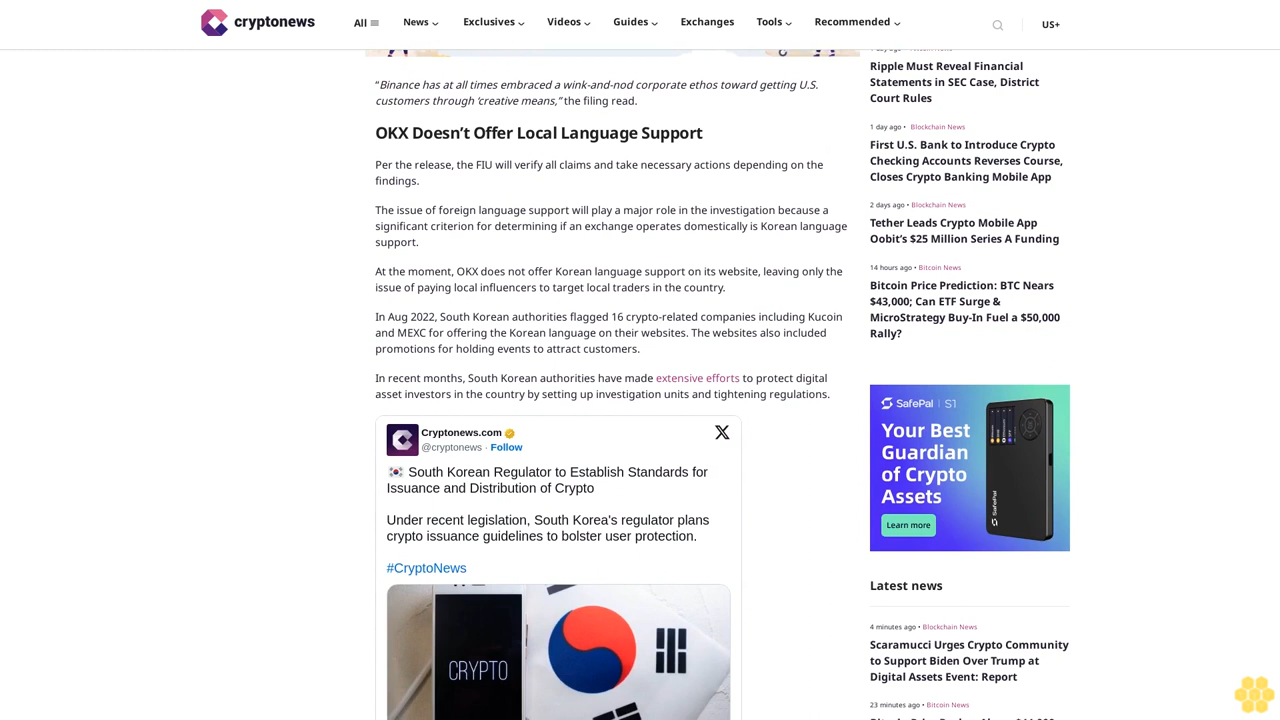 cryptonews
All
News
Exclusives
Videos
Guides
Exchanges
Tools
Recommended
US+
“Binance has at all times embraced a wink-and-nod corporate ethos toward getting U.S.
customers through ‘creative means,” the filing read.
OKX Doesn’t Offer Local Language Support
Per the release, the FIU will verify all claims and take necessary actions depending on the
findings.
The issue of foreign language support will play a major role in the investigation because a
significant criterion for determining if an exchange operates domestically is Korean language
support.
At the moment, OKX does not offer Korean language support on its website, leaving only the
issue of paying local influencers to target local traders in the country.
In Aug 2022, South Korean authorities flagged 16 crypto-related companies including Kucoin
and MEXC for offering the Korean language on their websites. The websites also included
promotions for holding events to attract customers.
In recent months, South Korean authorities have made extensive efforts to protect digital
asset investors in the country by setting up investigation units and tightening regulations.
Cryptonews.com
@cryptonews · Follow
South Korean Regulator to Establish Standards for
Issuance and Distribution of Crypto
Under recent legislation, South Korea's regulator plans
crypto issuance guidelines to bolster user protection.
#CryptoNews
CRYPTO
Ripple Must Reveal Financial
Statements in SEC Case, District
Court Rules
1 day ago • Blockchain News
First U.S. Bank to Introduce Crypto
Checking Accounts Reverses Course,
Closes Crypto Banking Mobile App
2 days ago • Blockchain News
Tether Leads Crypto Mobile App
Oobit’s $25 Million Series A Funding
14 hours ago • Bitcoin News
Bitcoin Price Prediction: BTC Nears
$43,000; Can ETF Surge &
MicroStrategy Buy-In Fuel a $50,000
Rally?
SafePal | S1
Your Best
Guardian
of Crypto
Assets
Learn more
SafePal
Latest news
4 minutes ago • Blockchain News
Scaramucci Urges Crypto Community
to Support Biden Over Trump at
Digital Assets Event: Report
23 minutes ago • Bitcoin News